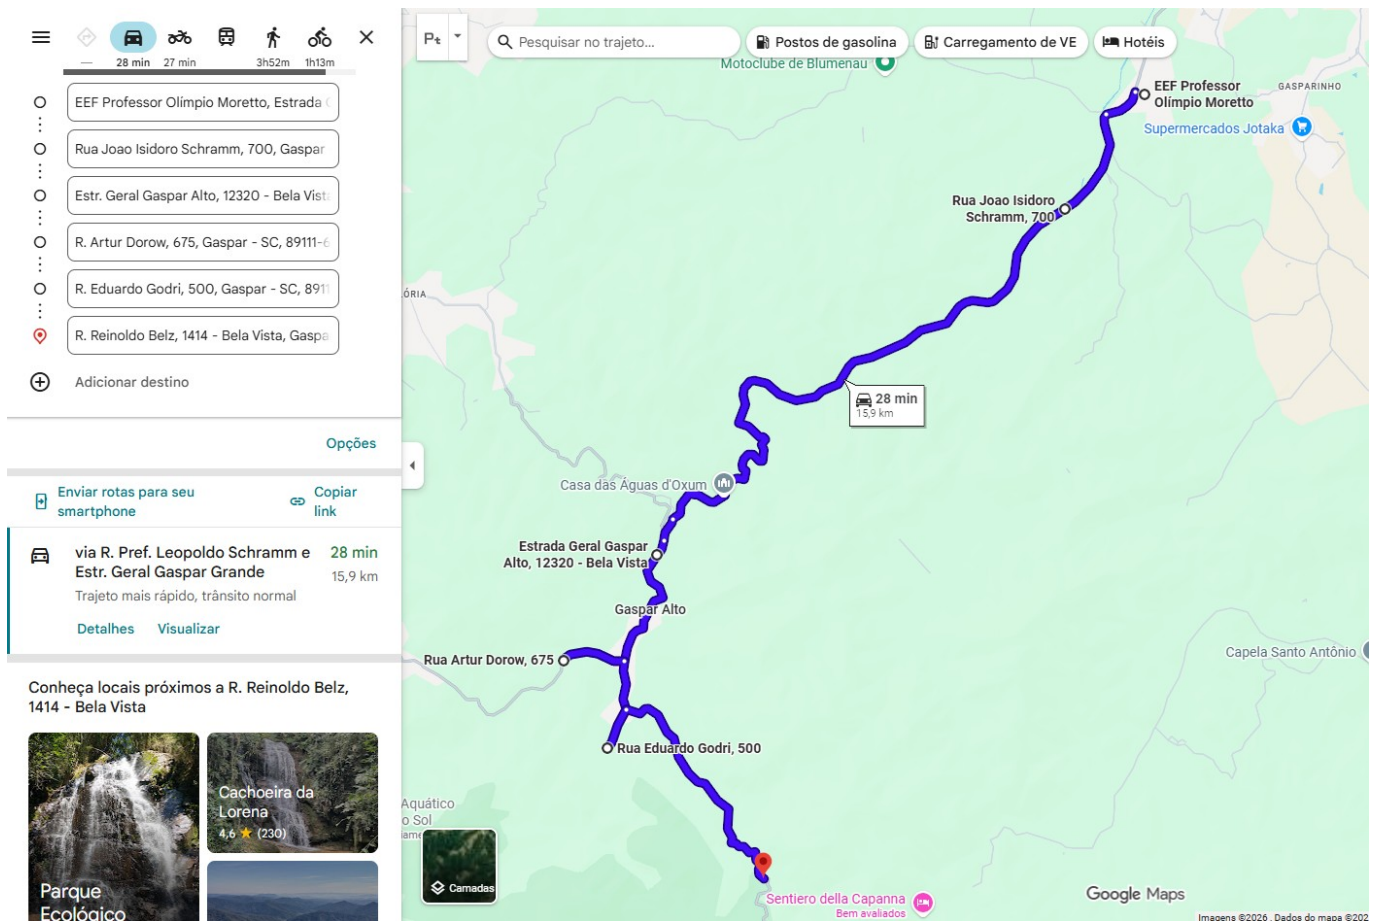 28 min
27 min
3h52m
1h13m
EEF Professor Olímpio Moretto, Estrada
Rua Joao Isidoro Schramm, 700, Gaspar
Estr. Geral Gaspar Alto, 12320 - Bela Vista
R. Artur Dorow, 675, Gaspar - SC, 89111-6
R. Eduardo Godri, 500, Gaspar - SC, 8911
R. Reinoldo Belz, 1414 - Bela Vista, Gaspa
Adicionar destino
Opções
Enviar rotas para seu
smartphone
Copiar
link
via R. Pref. Leopoldo Schramm e
Estr. Geral Gaspar Grande
28 min
15,9 km
Trajeto mais rápido, trânsito normal
Detalhes
Visualizar
Conheça locais próximos a R. Reinoldo Belz,
1414 - Bela Vista
Parque
Ecológico
Cachoeira da
Lorena
4,6 ★ (230)
Pesquisar no trajeto...
Postos de gasolina
Carregamento de VE
Hotéis
Motoclube de Blumenau
EEF Professor
Olímpio Moretto
GASPARINHO
Supermercados Jotaka
Rua Joao Isidoro
Schramm, 700
ÓRIA
28 min
15,9 km
Casa das Águas d'Oxum
Estrada Geral Gaspar
Alto, 12320 - Bela Vista
Gaspar Alto
Rua Artur Dorow, 675
Capela Santo Antônio
Rua Eduardo Godri, 500
Aquático
o Sol
Camadas
Sentiero della Capanna
Bem avaliados
Google Maps
Imagens ©2026 , Dados do mapa ©202